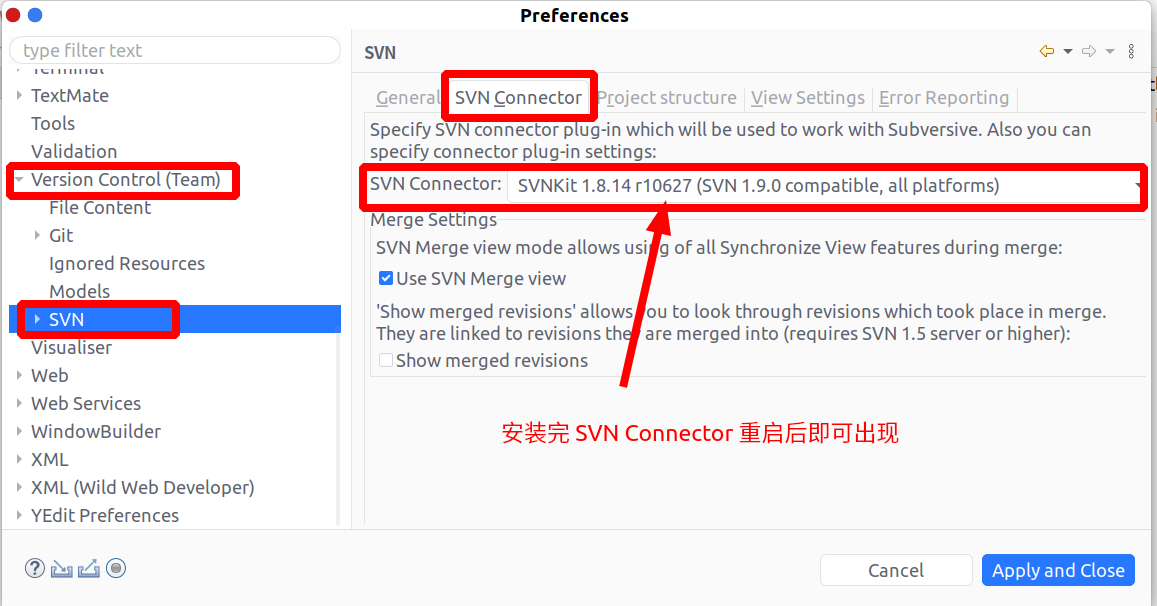 Preferences
type filter text
Terminal
TextMate
Tools
Validation
Version Control (Team)
File Content
Git
Ignored Resources
Models
SVN
Visualiser
Web
Web Services
WindowBuilder
XML
XML (Wild Web Developer)
YEdit Preferences
SVN
General SVN Connector Project structure View Settings Error Reporting
Specify SVN connector plug-in which will be used to work with Subversive. Also you can
specify connector plug-in settings:
SVN Connector: SVNKit 1.8.14 r10627 (SVN 1.9.0 compatible, all platforms)
Merge Settings
SVN Merge view mode allows using of all Synchronize View features during merge:
Use SVN Merge view
'Show merged revisions' allows you to look through revisions which took place in merge.
They are linked to revisions they are merged into (requires SVN 1.5 server or higher):
Show merged revisions
安装完 SVN Connector 重启后即可出现
Cancel
Apply and Close